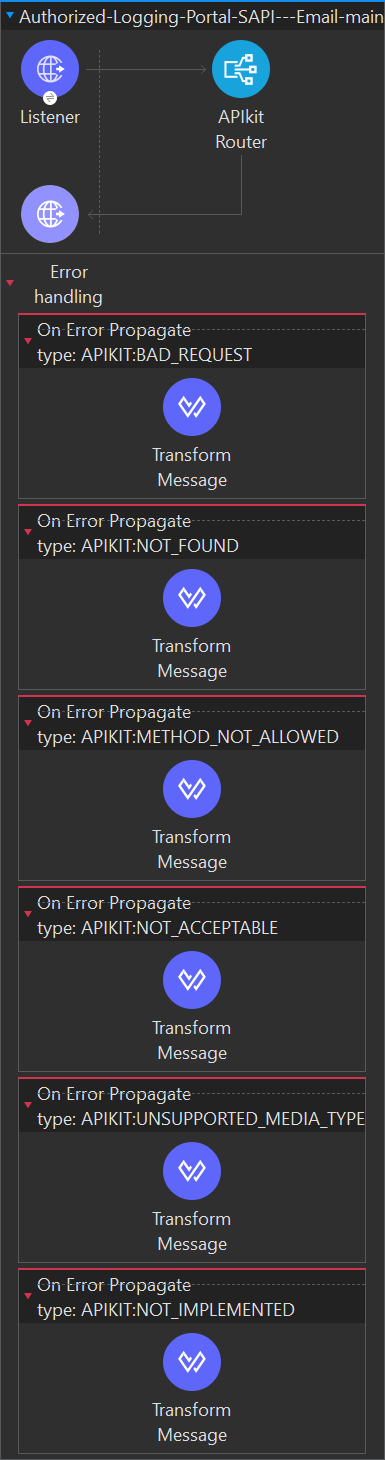 Authorized-Logging-Portal-SAPI---Email-main
Listener
APIkit
Router
Error
handling
On Error Propagate
type: APIKIT:BAD_REQUEST
Transform
Message
On Error Propagate
type: APIKIT:NOT_FOUND
Transform
Message
On Error Propagate
type: APIKIT:METHOD_NOT_ALLOWED
Transform
Message
On Error Propagate
type: APIKIT:NOT_ACCEPTABLE
Transform
Message
On Error Propagate
type: APIKIT:UNSUPPORTED_MEDIA_TYPE
Transform
Message
On Error Propagate
type: APIKIT:NOT_IMPLEMENTED
Transform
Message